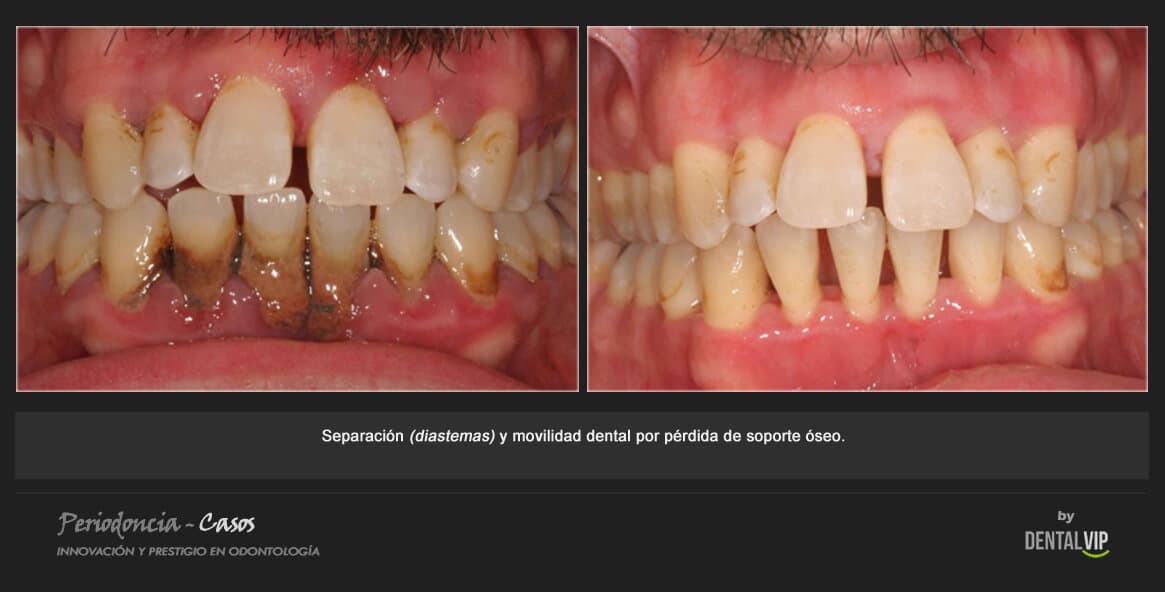 Separación (diastemas) y movilidad dental por pérdida de soporte óseo.
Periodoncia - Casos
INNOVACIÓN Y PRESTIGIO EN ODONTOLOGÍA
by
DENTALVIP